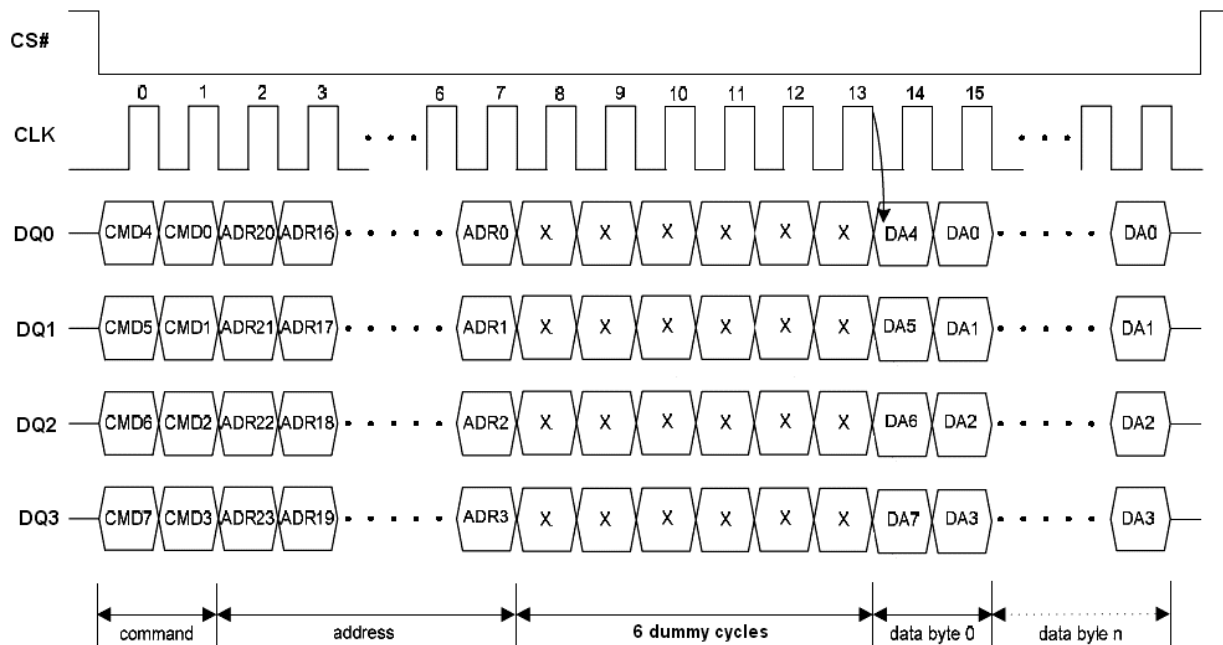 CS#
0 1 2 3 6 7 8 9 10 11 12 13 14 15
CLK
DQ0 CMD4 CMD0 ADR20 ADR16 ADR0 X X X X X X DA4 DA0 DA0
DQ1 CMD5 CMD1 ADR21 ADR17 ADR1 X X X X X X DA5 DA1 DA1
DQ2 CMD6 CMD2 ADR22 ADR18 ADR2 X X X X X X DA6 DA2 DA2
DQ3 CMD7 CMD3 ADR23 ADR19 ADR3 X X X X X X DA7 DA3 DA3
command address 6 dummy cycles data byte 0 data byle n